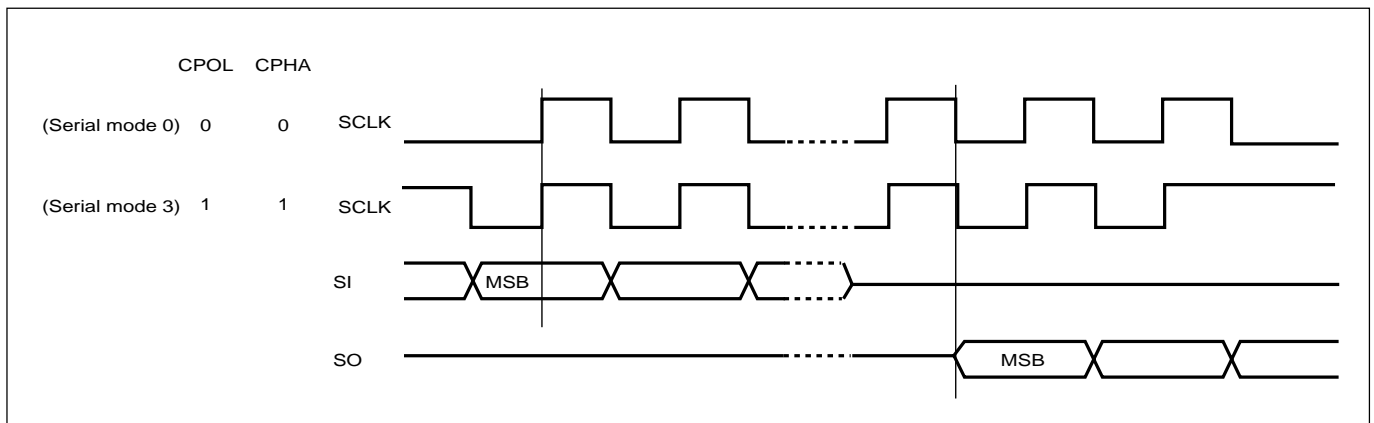 CPOL CPHA
(Serial mode 0) 0 0 SCLK
(Serial mode 3) 1 1 SCLK
SI MSB
SO MSB